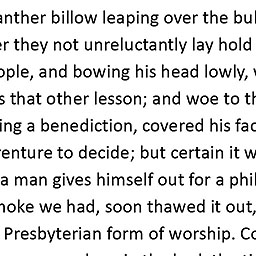 anther billow leaping over the bul
er they not unreluctantly lay hold
ople, and bowing his head lowly,
s that other lesson; and woe to th
ing a benediction, covered his fac
venture to decide; but certain it w
a man gives himself out for a phil
moke we had, soon thawed it out,
Presbyterian form of worship. Co